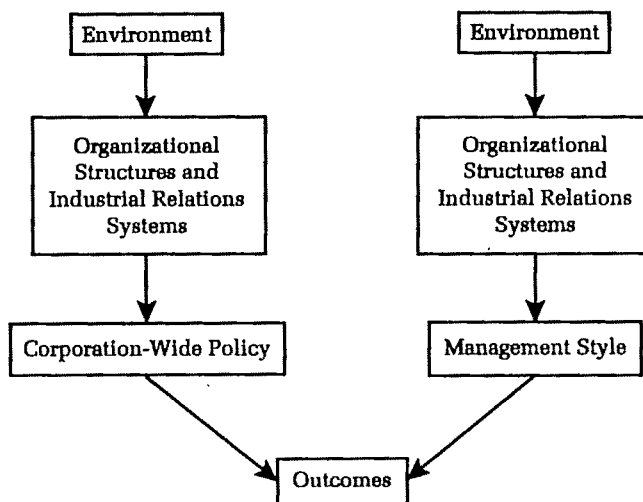 Environment
Organizational
Structures and
Industrial Relations
Systems
Corporation-Wide Policy
Environment
Organizational
Structures and
Industrial Relations
Systems
Management Style
Outcomes